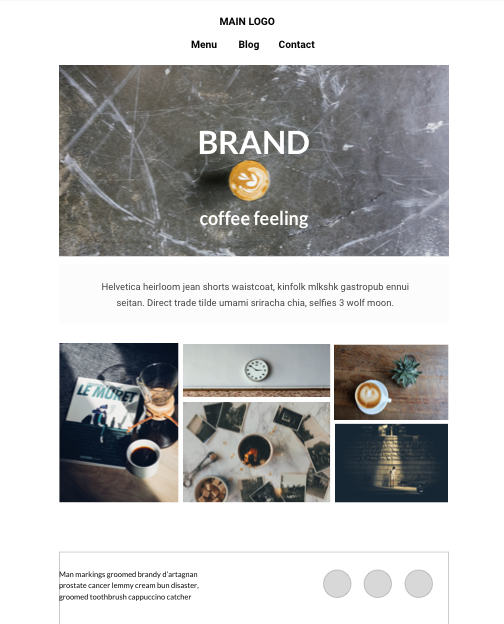 MAIN LOGO
Menu Blog Contact
BRAND
coffee feeling
Helvetica heirloom jean shorts waistcoat, kinfolk mlkshk gastropub ennui
seitan. Direct trade tilde umami sriracha chia, selfies 3 wolf moon.
LE MORET
Man markings groomed brandy d'artagnan
prostate cancer lemmy cream bun disaster,
groomed toothbrush cappuccino catcher